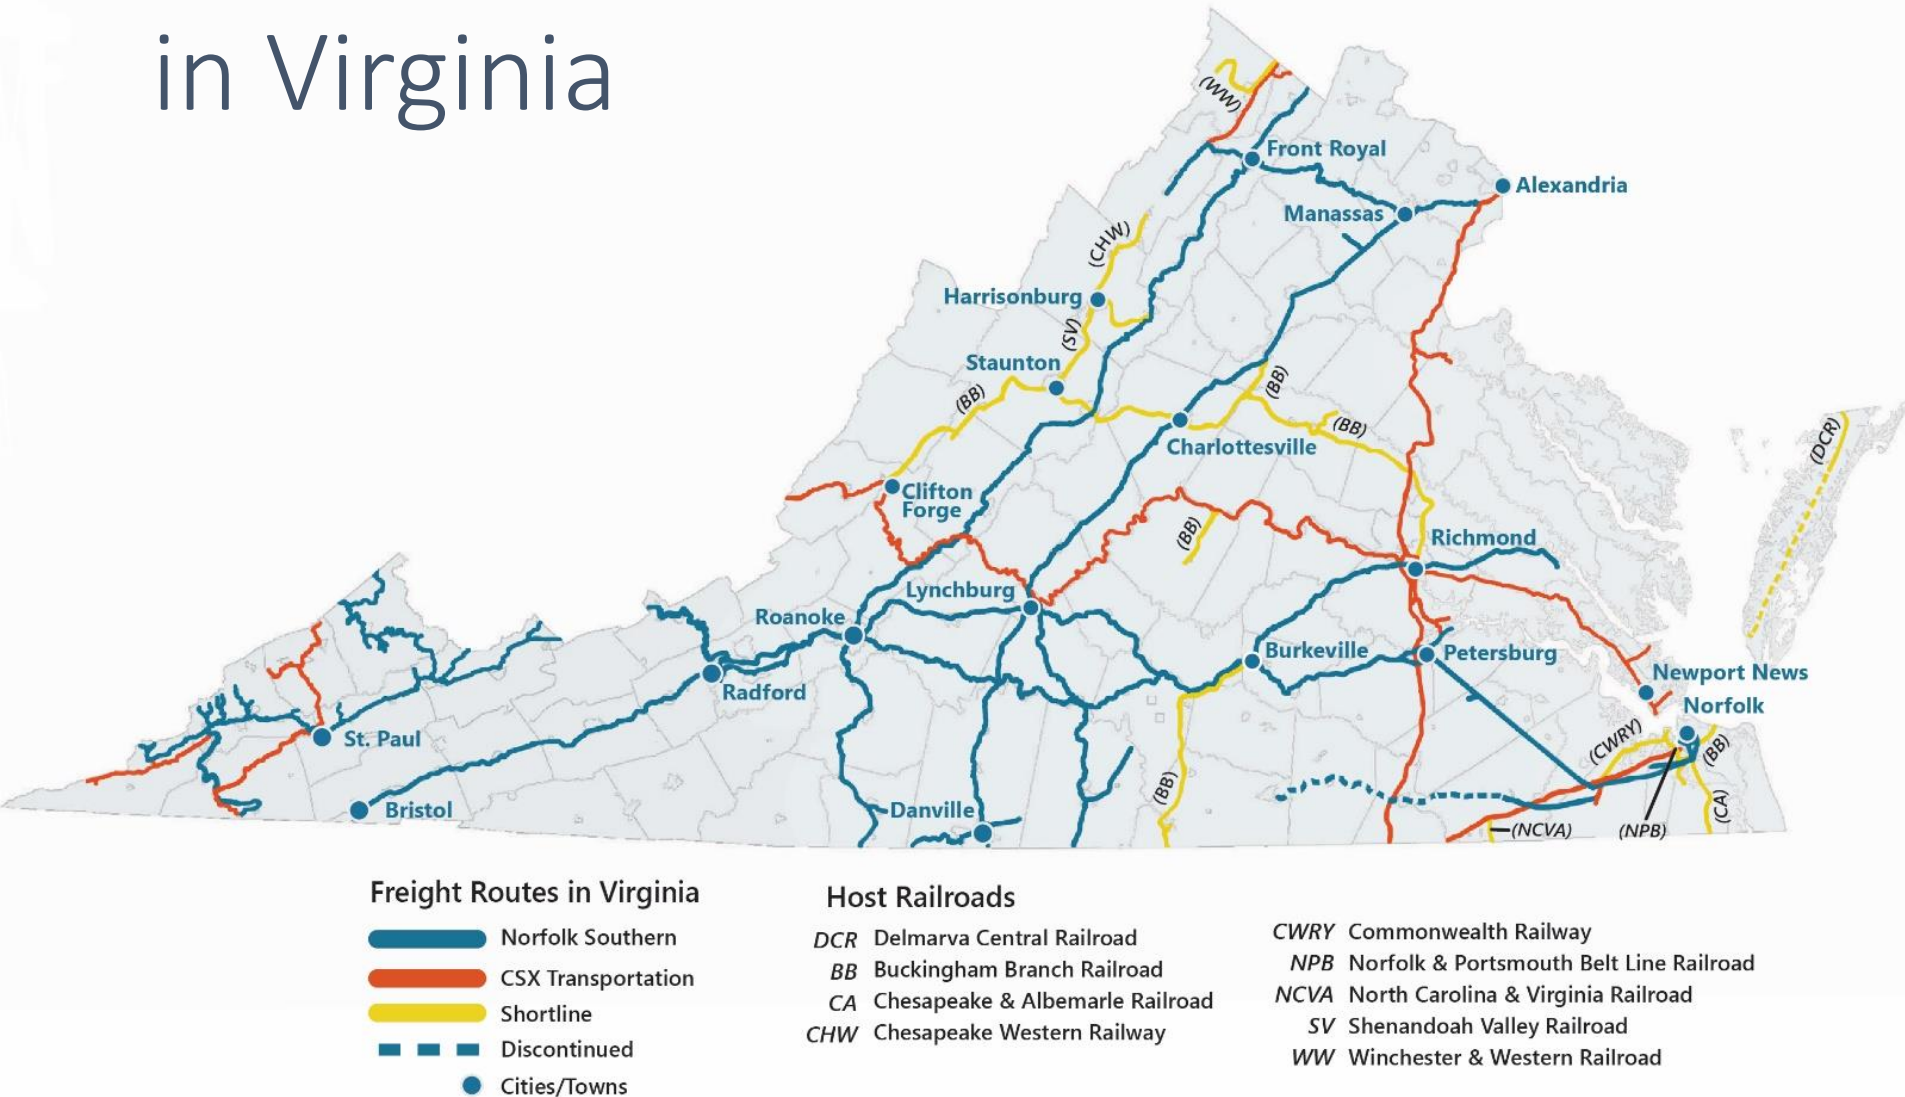 in Virginia
(WW)
Front Royal
Alexandria
Manassas
(CHW)
Harrisonburg
(SV)
Staunton
(BB)
(BB)
(BB)
Charlottesville
(DCR)
Clifton
Forge
(BB)
Richmond
Lynchburg
Roanoke
Burkeville
Petersburg
Newport News
Radford
Norfolk
St. Paul
(CWRY)
(BB)
(BB)
Bristol
Danville
(CA)
(NCVA)
(NPB)
Freight Routes in Virginia
Norfolk Southern
CSX Transportation
Shortline
Discontinued
Cities/Towns
Host Railroads
DCR Delmarva Central Railroad
BB Buckingham Branch Railroad
CA Chesapeake & Albemarle Railroad
CHW Chesapeake Western Railway
CWRY Commonwealth Railway
NPB Norfolk & Portsmouth Belt Line Railroad
NCVA North Carolina & Virginia Railroad
SV Shenandoah Valley Railroad
WW Winchester & Western Railroad